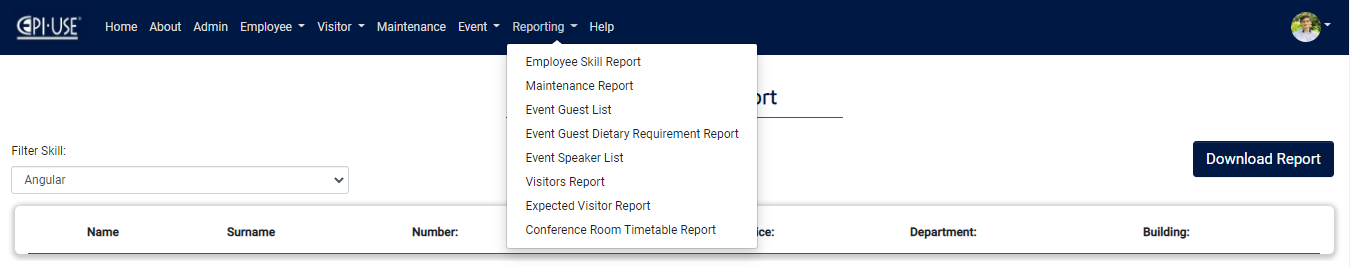 EPI-USE Home About Admin Employee Visitor Maintenance Event Reporting Help
Employee Skill Report
Maintenance Report
Event Guest List
Event Guest Dietary Requirement Report
Event Speaker List
Visitors Report
Expected Visitor Report
Conference Room Timetable Report
ort
Filter Skill:
Angular
Download Report
Name Surname Number: ice: Department: Building: